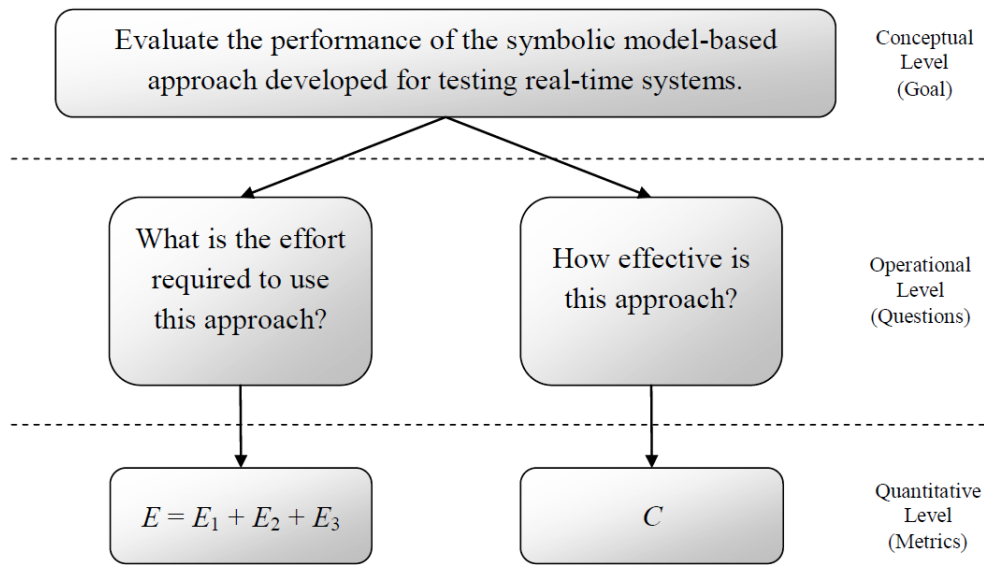 Evaluate the performance of the symbolic model-based
approach developed for testing real-time systems.
Conceptual
Level
(Goal)
What is the effort
required to use
this approach?
How effective is
this approach?
Operational
Level
(Questions)
E = E₁ + E₂ + E₃
C
Quantitative
Level
(Metrics)